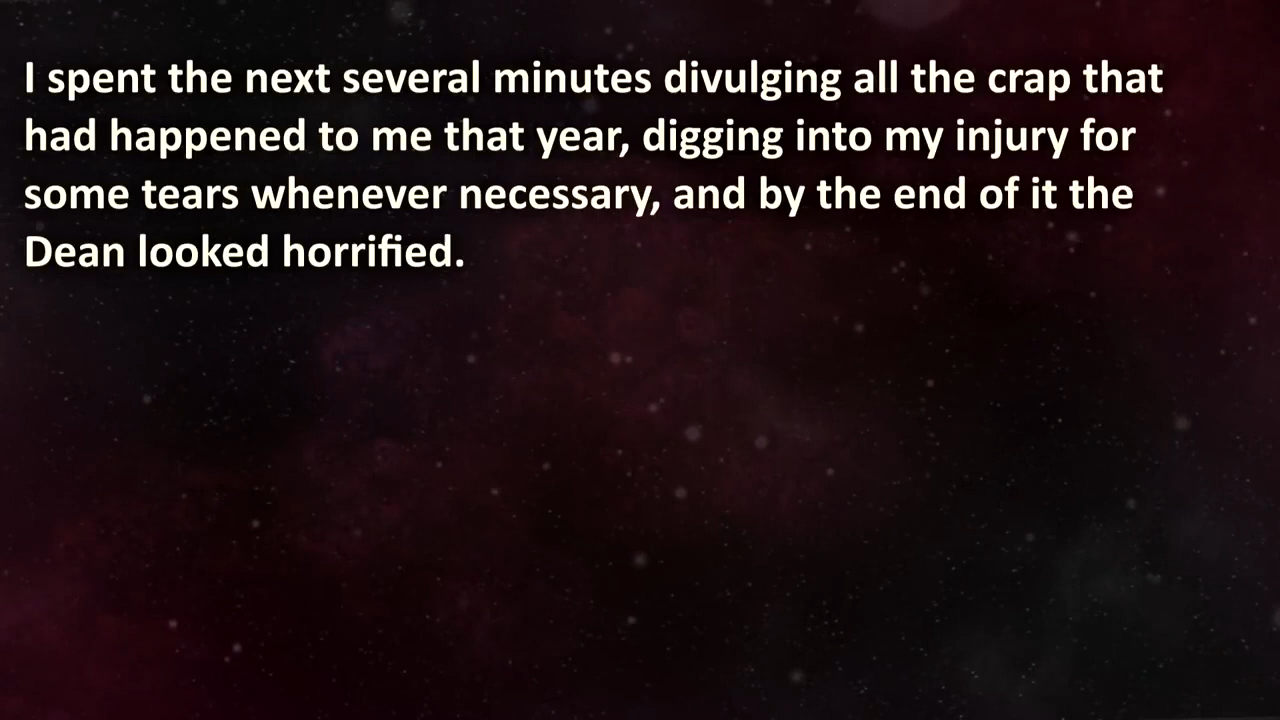 I spent the next several minutes divulging all the crap that
had happened to me that year, digging into my injury for
some tears whenever necessary, and by the end of it the
Dean looked horrified.